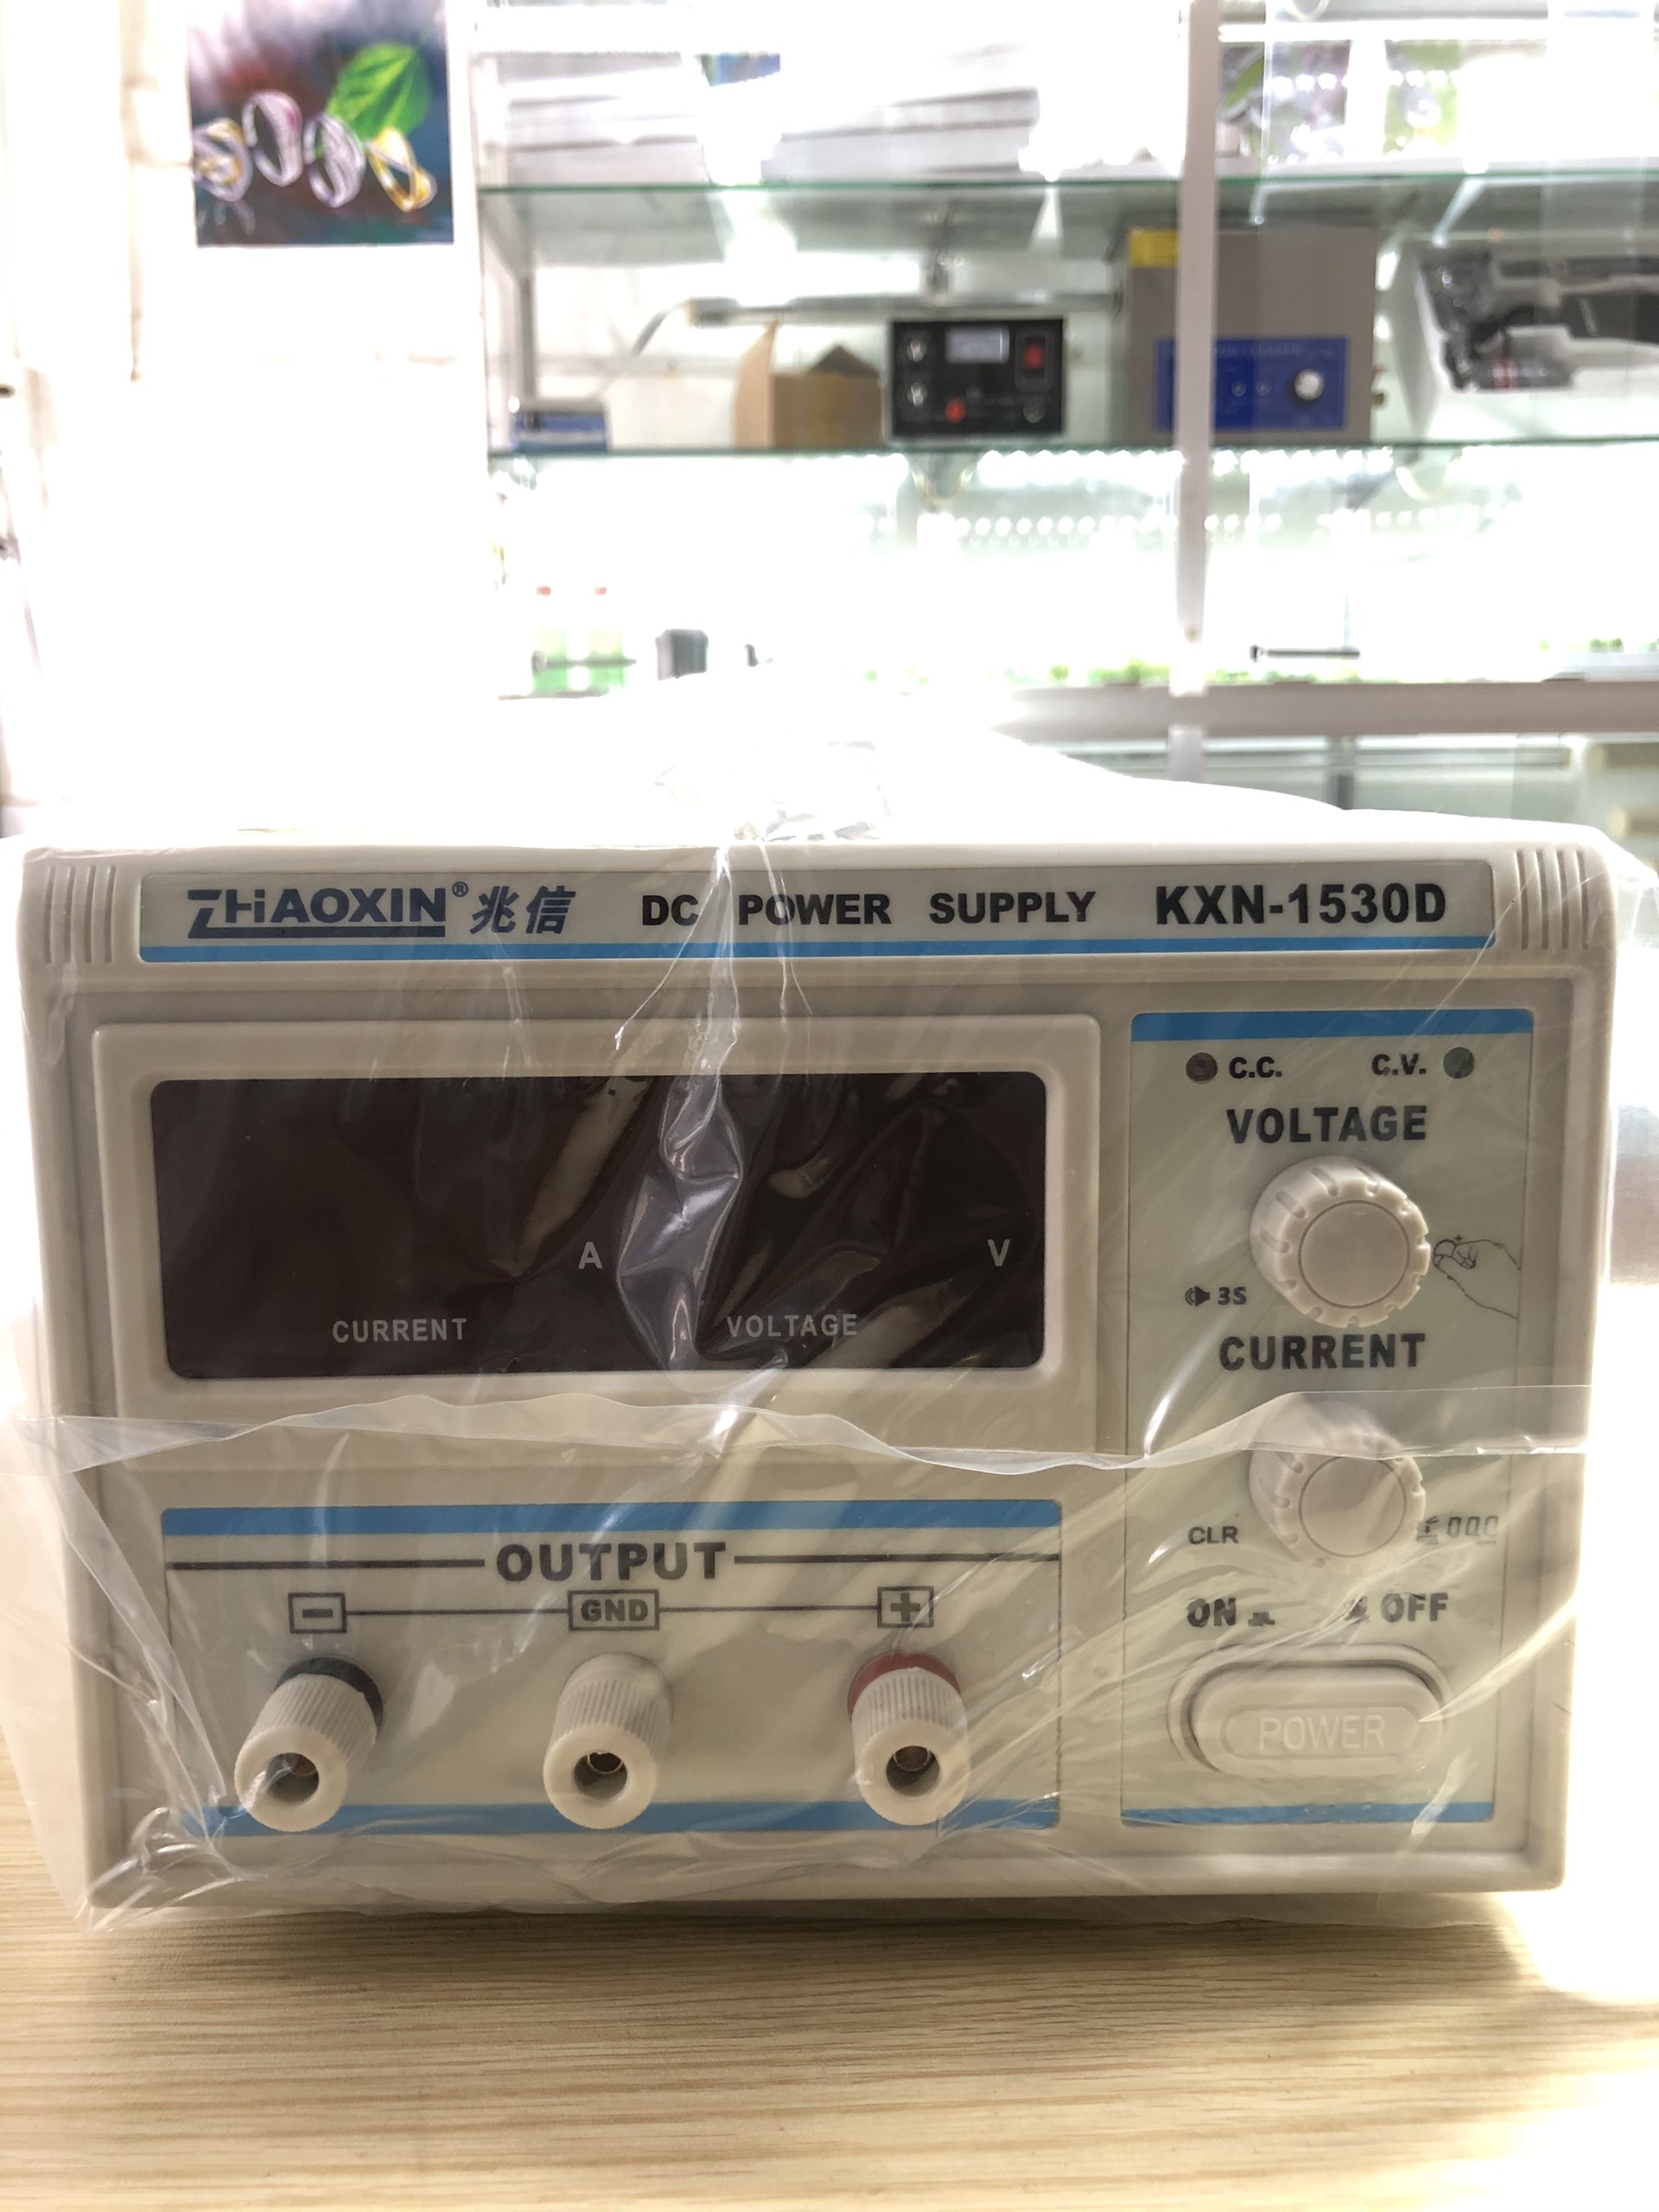 ZHAOXIN® 兆信 DC POWER SUPPLY KXN-1530D
C.C. C.V.
VOLTAGE
A V
3S
CURRENT VOLTAGE
CURRENT
CLR 000
OUTPUT
- GND +
ON OFF
POWER